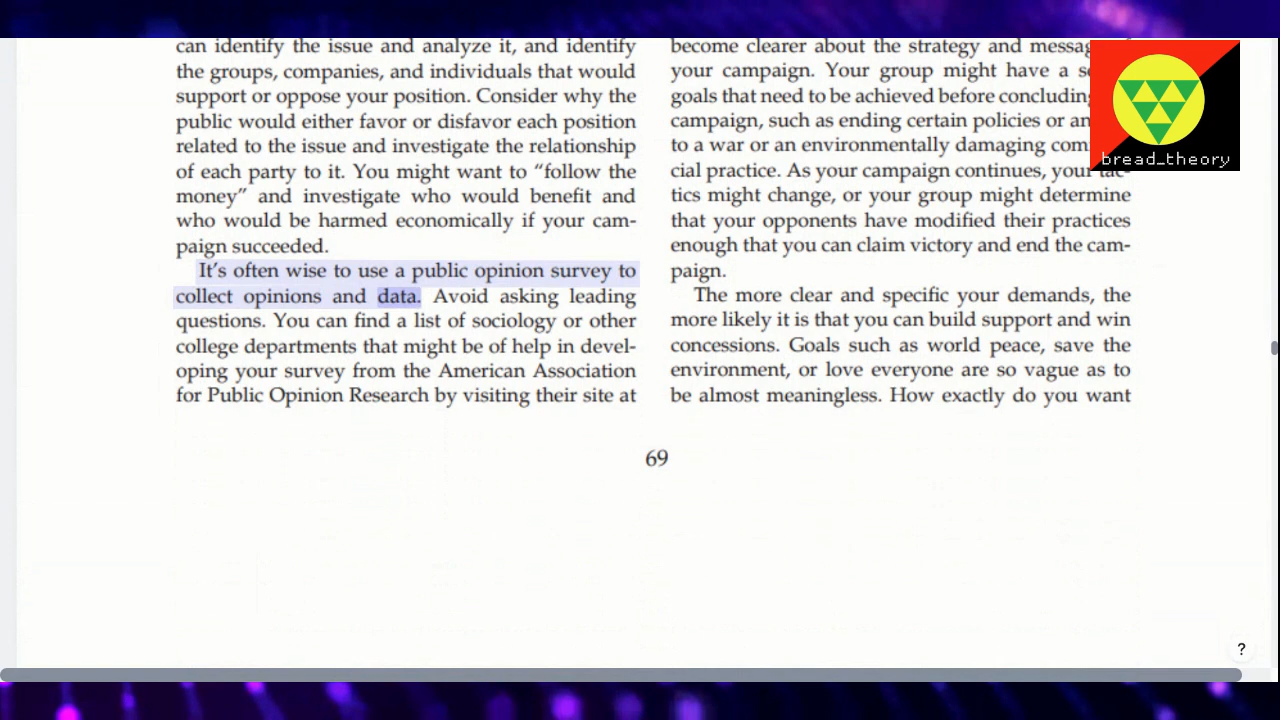 can identify the issue and analyze it, and identify
the groups, companies, and individuals that would
support or oppose your position. Consider why the
public would either favor or disfavor each position
related to the issue and investigate the relationship
of each party to it. You might want to “follow the
money” and investigate who would benefit and
who would be harmed economically if your cam-
paign succeeded.
It’s often wise to use a public opinion survey to
collect opinions and data. Avoid asking leading
questions. You can find a list of sociology or other
college departments that might be of help in devel-
oping your survey from the American Association
for Public Opinion Research by visiting their site at
become clearer about the strategy and message
your campaign. Your group might have a
goals that need to be achieved before concluding
campaign, such as ending certain policies or
to a war or an environmentally damaging
cial practice. As your campaign continues, your tac-
tics might change, or your group might determine
that your opponents have modified their practices
enough that you can claim victory and end the cam-
paign.
The more clear and specific your demands, the
more likely it is that you can build support and win
concessions. Goals such as world peace, save the
environment, or love everyone are so vague as to
be almost meaningless. How exactly do you want
69
bread_theory
?